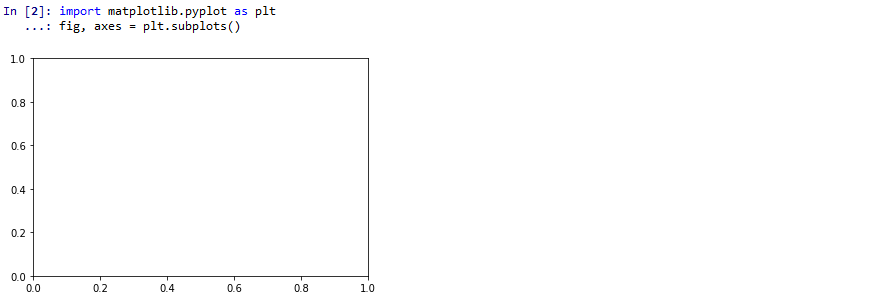 In [2]: import matplotlib.pyplot as plt
...: fig, axes = plt.subplots()
1.0
0.8
0.6
0.4
0.2
0.0
0.0 0.2 0.4 0.6 0.8 1.0